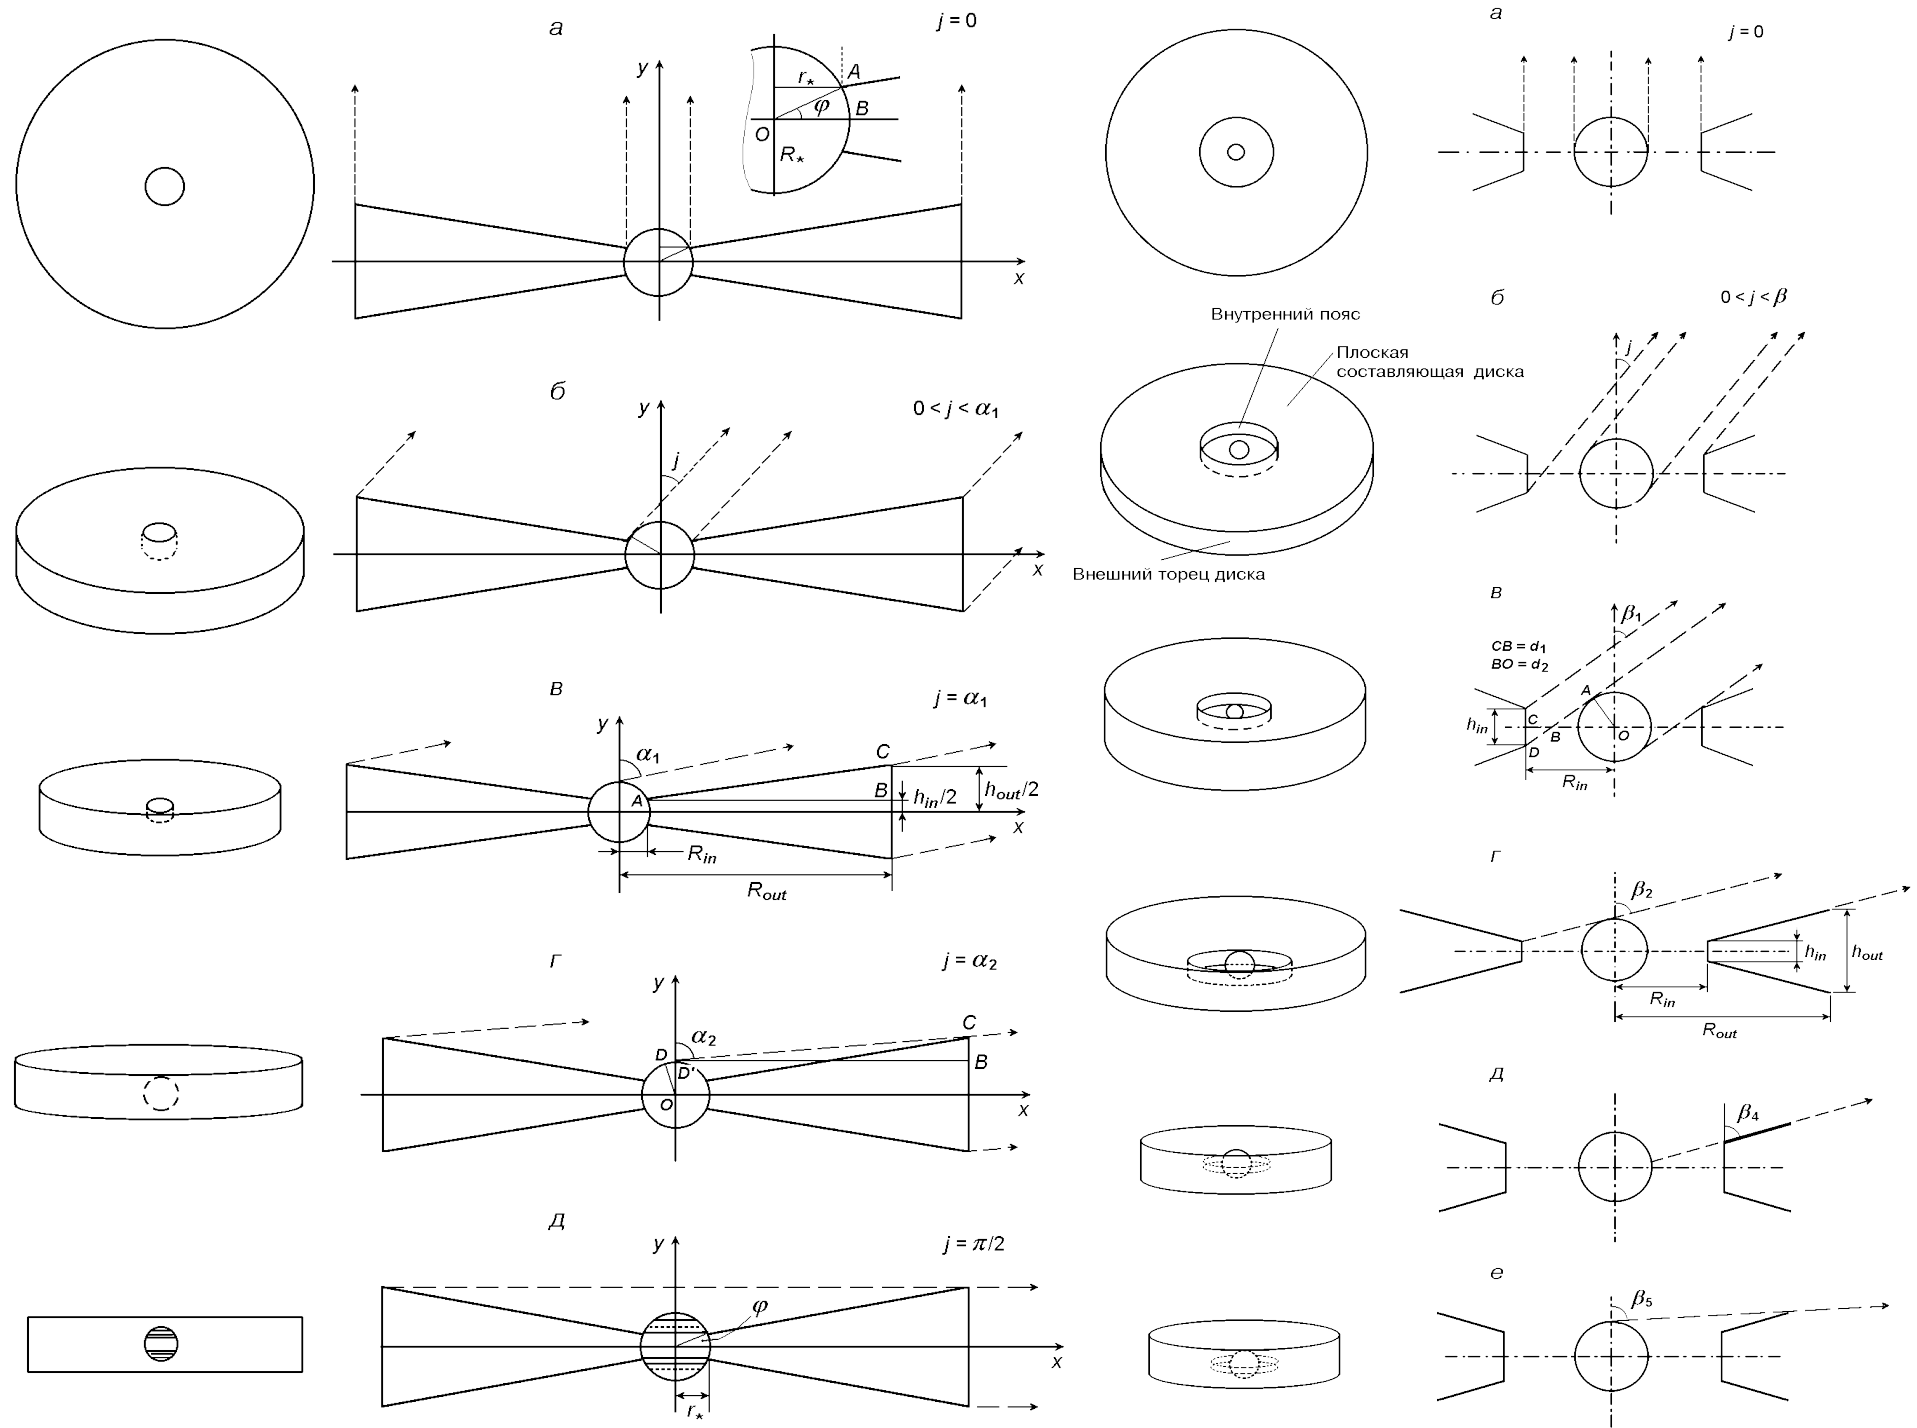 а
j = 0
y
r⋆
A
φ
B
O
R⋆
x
б
0 < j < α₁
y
j
x
в
j = α₁
y
α₁
C
A
B
hᵢₙ/2
hₒᵤₜ/2
x
Rᵢₙ
Rₒᵤₜ
г
j = α₂
y
α₂
C
D
D'
B
O
x
д
j = π/2
y
φ
x
r⋆
а
j = 0
б
0 < j < β
Внутренний пояс
j
Плоская
составляющая диска
Внешний торец диска
в
β₁
CB = d₁
BO = d₂
A
hᵢₙ
C
B
O
D
Rᵢₙ
г
β₂
hᵢₙ
hₒᵤₜ
Rᵢₙ
Rₒᵤₜ
д
β₄
е
β₅